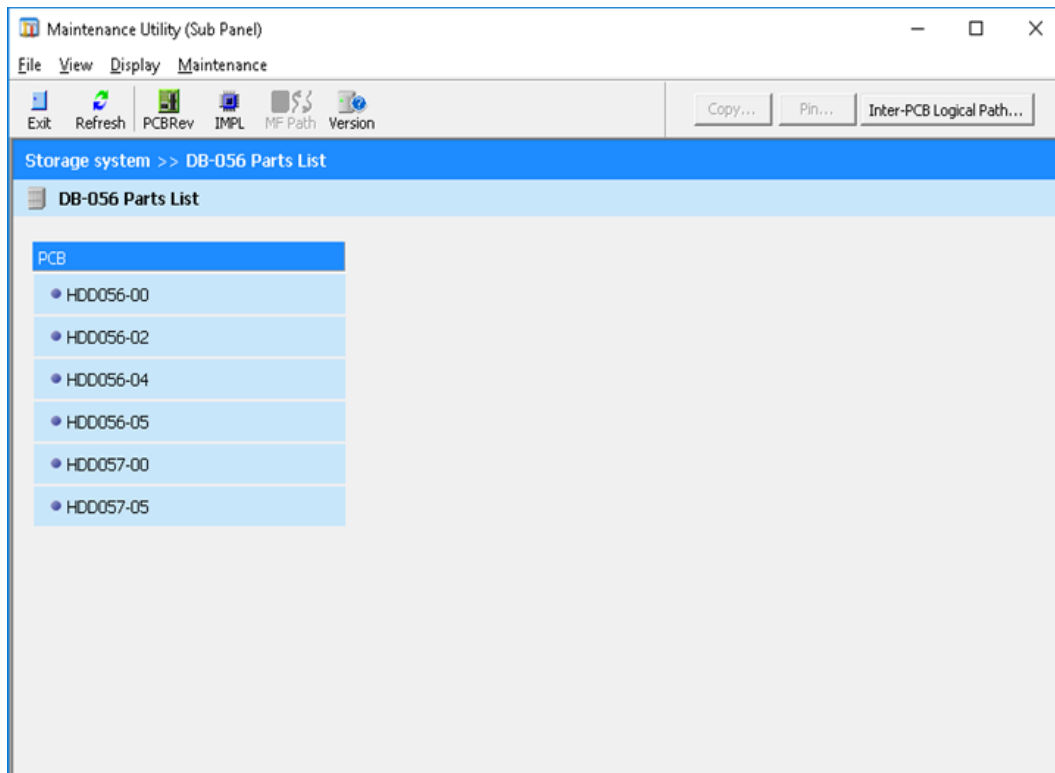 Maintenance Utility (Sub Panel)
File View Display Maintenance
Exit Refresh PCBRev IMPL MF Path Version Copy... Pin... Inter-PCB Logical Path...
Storage system >> DB-056 Parts List
DB-056 Parts List
PCB
HDD056-00
HDD056-02
HDD056-04
HDD056-05
HDD057-00
HDD057-05